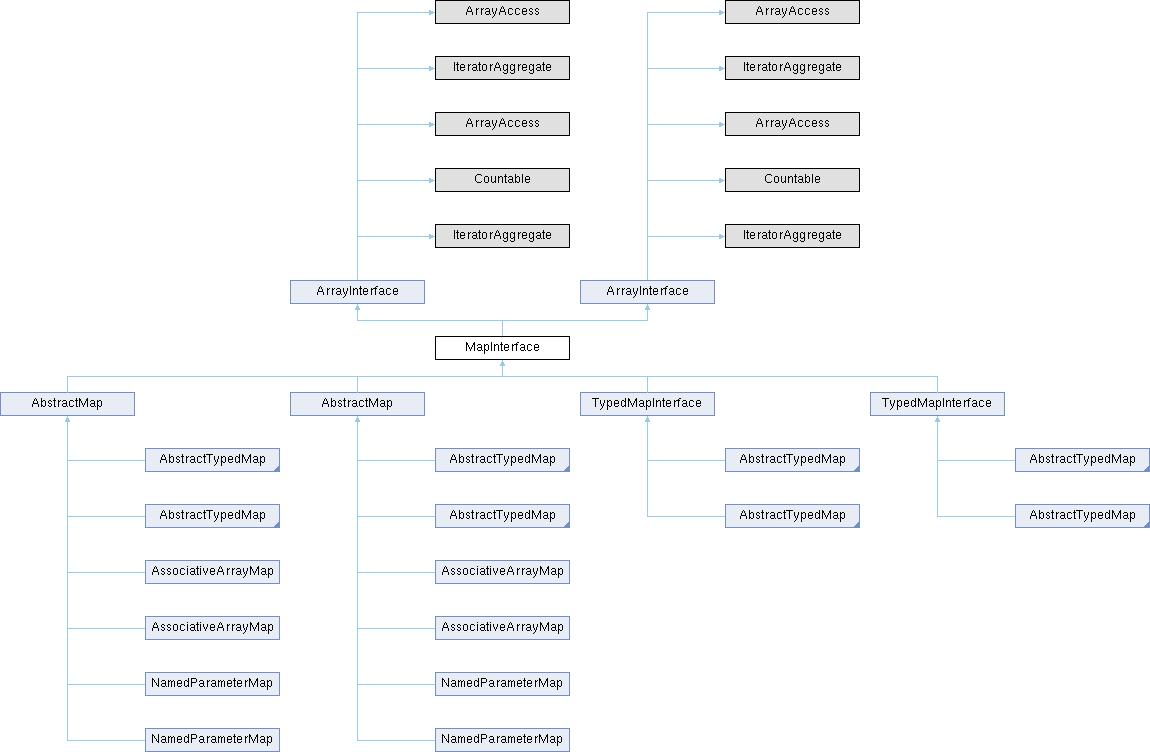 ArrayAccess
ArrayAccess
IteratorAggregate
IteratorAggregate
ArrayAccess
ArrayAccess
Countable
Countable
IteratorAggregate
IteratorAggregate
ArrayInterface
ArrayInterface
MapInterface
AbstractMap
AbstractMap
TypedMapInterface
TypedMapInterface
AbstractTypedMap
AbstractTypedMap
AbstractTypedMap
AbstractTypedMap
AbstractTypedMap
AbstractTypedMap
AbstractTypedMap
AbstractTypedMap
AssociativeArrayMap
AssociativeArrayMap
AssociativeArrayMap
AssociativeArrayMap
NamedParameterMap
NamedParameterMap
NamedParameterMap
NamedParameterMap